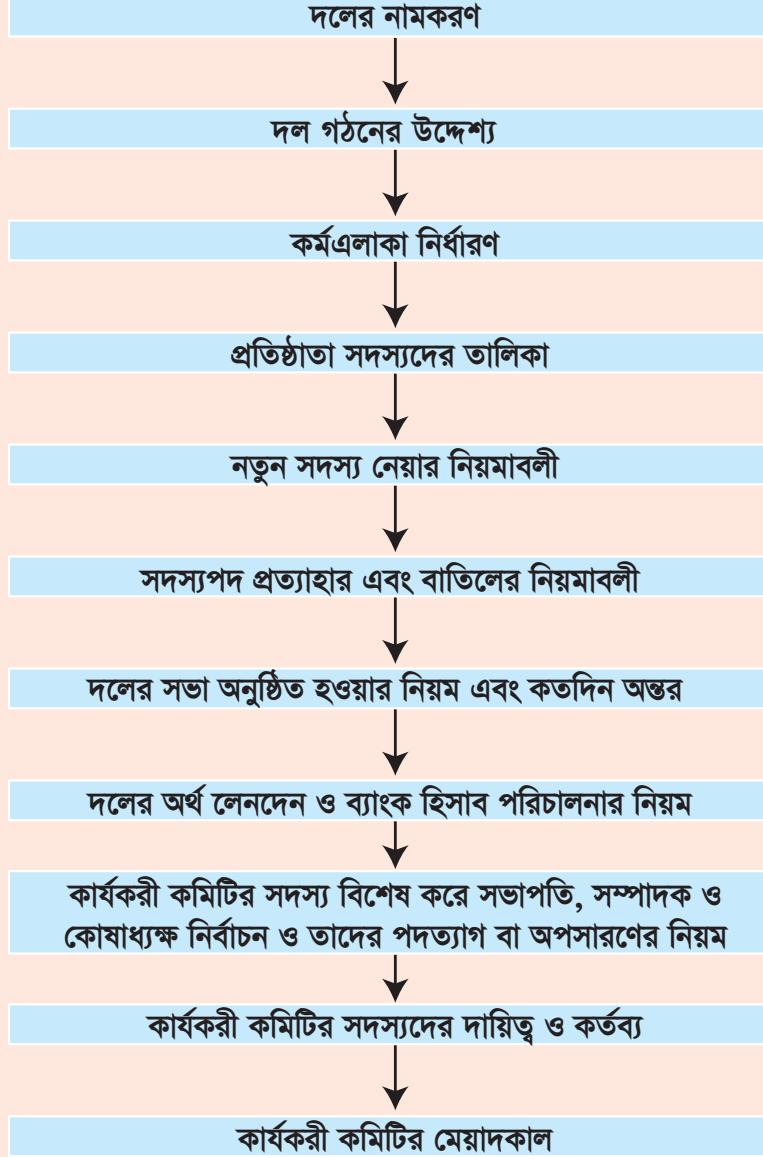 দলের নামকরণ
দল গঠনের উদ্দেশ্য
কর্মএলাকা নির্ধারণ
প্রতিষ্ঠাতা সদস্যদের তালিকা
নতুন সদস্য নেয়ার নিয়মাবলী
সদস্যপদ প্রত্যাহার এবং বাতিলের নিয়মাবলী
দলের সভা অনুষ্ঠিত হওয়ার নিয়ম এবং কতদিন অন্তর
দলের অর্থ লেনদেন ও ব্যাংক হিসাব পরিচালনার নিয়ম
কার্যকরী কমিটির সদস্য বিশেষ করে সভাপতি, সম্পাদক ও
কোষাধ্যক্ষ নির্বাচন ও তাদের পদত্যাগ বা অপসারণের নিয়ম
কার্যকরী কমিটির সদস্যদের দায়িত্ব ও কর্তব্য
কার্যকরী কমিটির মেয়াদকাল